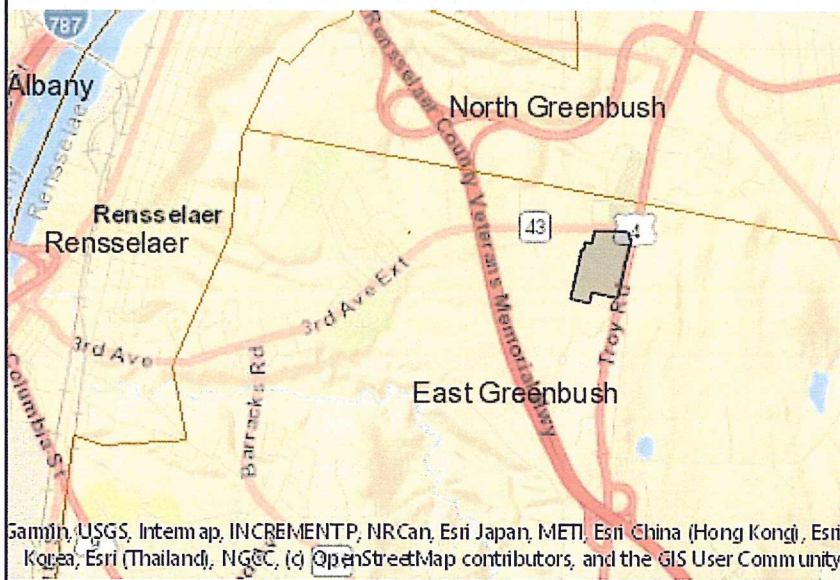 787
Albany
Rensselaer
Rensselaer County Veterans Memorial Hwy
North Greenbush
Rensselaer
Rensselaer
43
4
3rd Ave Ext
3rd Ave
Troy Rd
Barracks Rd
East Greenbush
Columbia St
Garmin, USGS, Intermap, INCREMENT P, NRCan, Esri Japan, METI, Esri China (Hong Kong), Esri
Korea, Esri (Thailand), NGCC, (c) OpenStreetMap contributors, and the GIS User Community